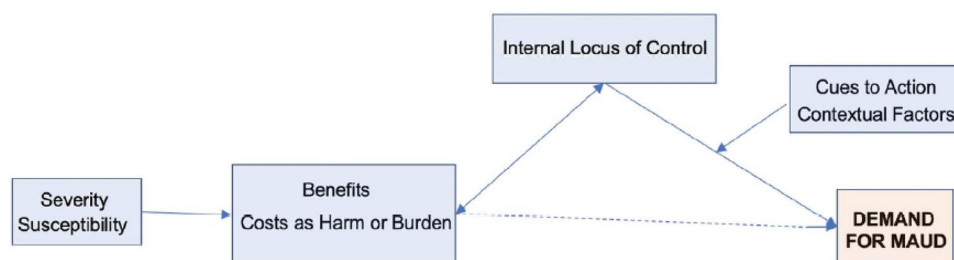 Internal Locus of Control
Cues to Action
Contextual Factors
Severity
Susceptibility
Benefits
Costs as Harm or Burden
DEMAND
FOR MAUD